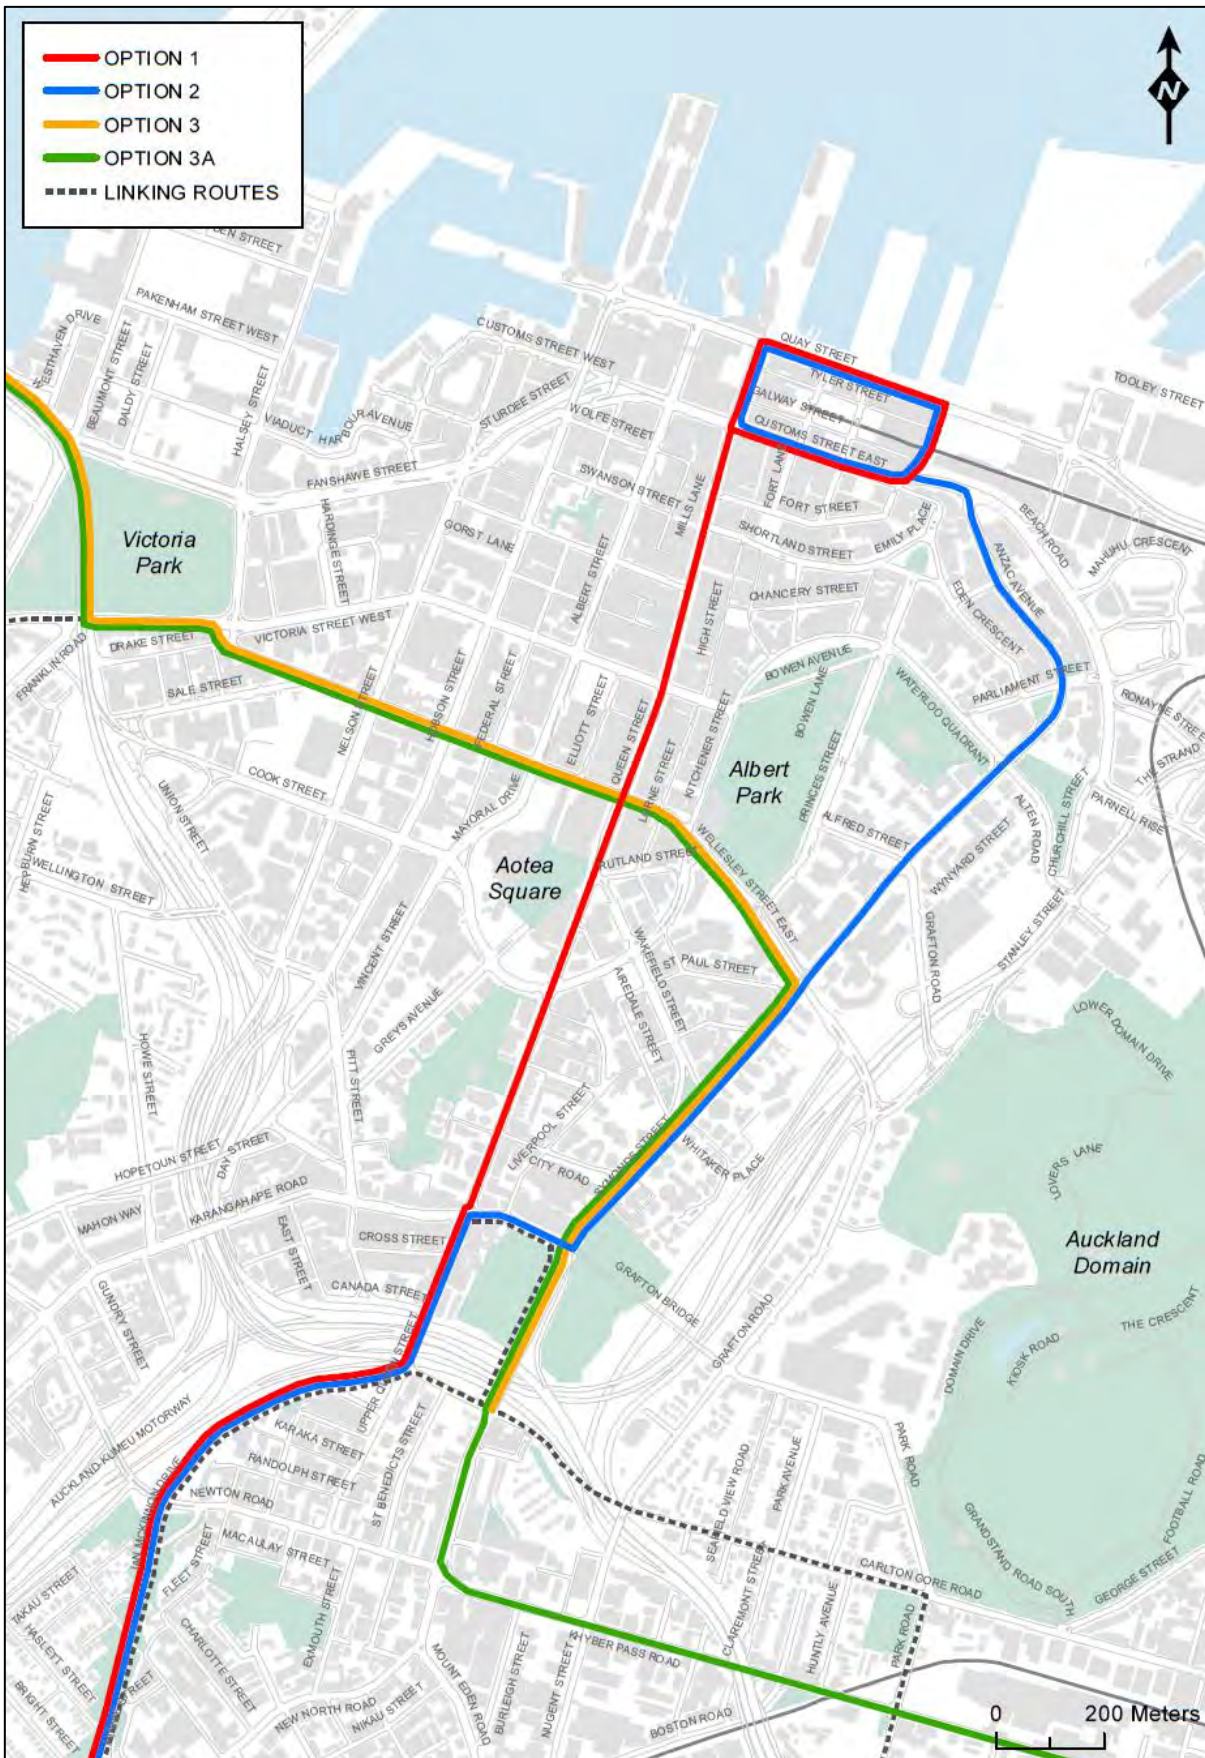 OPTION 1
OPTION 2
OPTION 3
OPTION 3A
LINKING ROUTES
N
STREET
PAKENHAM STREET WEST
WESTHAVEN DRIVE
BEAUMONT STREET
DALDY STREET
HALSEY STREET
VIADUCT HARBOUR AVENUE
CUSTOMS STREET WEST
STURDEE STREET
FANSHAWE STREET
WOLFE STREET
SWANSON STREET
MILLS LANE
QUAY STREET
TYLER STREET
GALWAY STREET
CUSTOMS STREET EAST
TOOLEY STREET
FORT LANE
FORT STREET
SHORTLAND STREET
EMILY PLACE
BEACH ROAD
MAHUHU CRESCENT
ANZAC AVENUE
EDEN CRESCENT
CHANCERY STREET
HIGH STREET
GORST LANE
ALBERT STREET
HARDINGE STREET
Victoria
Park
VICTORIA STREET WEST
DRAKE STREET
FRANKLIN ROAD
SALE STREET
NELSON STREET
HOBSON STREET
FEDERAL STREET
ELLIOTT STREET
QUEEN STREET
LORNE STREET
KITCHENER STREET
BOWEN AVENUE
BOWEN LANE
PRINCES STREET
WATERLOO QUADRANT
PARLIAMENT STREET
RONAYNE STREET
THE STRAND
PARNELL RISE
CHURCHILL STREET
ALTEN ROAD
WYNYARD STREET
ALFRED STREET
Albert
Park
COOK STREET
MAYORAL DRIVE
UNION STREET
HEPBURN STREET
WELLINGTON STREET
Aotea
Square
RUTLAND STREET
WELLESLEY STREET EAST
ST PAUL STREET
WAKEFIELD STREET
AIREDALE STREET
GRAFTON ROAD
STANLEY STREET
LOWER DOMAIN DRIVE
VINCENT STREET
GREYS AVENUE
PITT STREET
HOWE STREET
HOPETOUN STREET
DAY STREET
LIVERPOOL STREET
CITY ROAD
SYMONDS STREET
WHITAKER PLACE
LOVERS LANE
Auckland
Domain
MAHON WAY
KARANGAHAPE ROAD
EAST STREET
CROSS STREET
CANADA STREET
GUNDRY STREET
GRAFTON BRIDGE
GRAFTON ROAD
THE CRESCENT
KIOSK ROAD
DOMAIN DRIVE
UPPER QUEEN STREET
AUCKLAND-KUMEU MOTORWAY
IAN MCKINNON DRIVE
KARAKA STREET
RANDOLPH STREET
NEWTON ROAD
ST BENEDICTS STREET
MACAULAY STREET
FLEET STREET
TAKAU STREET
HASLETT STREET
BRIGHT STREET
STREET
CHARLOTTE STREET
EXMOUTH STREET
NEW NORTH ROAD
NIKAU STREET
MOUNT EDEN ROAD
BURLEIGH STREET
NUGENT STREET
KHYBER PASS ROAD
BOSTON ROAD
SEAFIELD VIEW ROAD
PARK AVENUE
CLAREMONT STREET
HUNTLY AVENUE
PARK ROAD
PARK ROAD
CARLTON GORE ROAD
GRANDSTAND ROAD SOUTH
FOOTBALL ROAD
GEORGE STREET
0 200 Meters